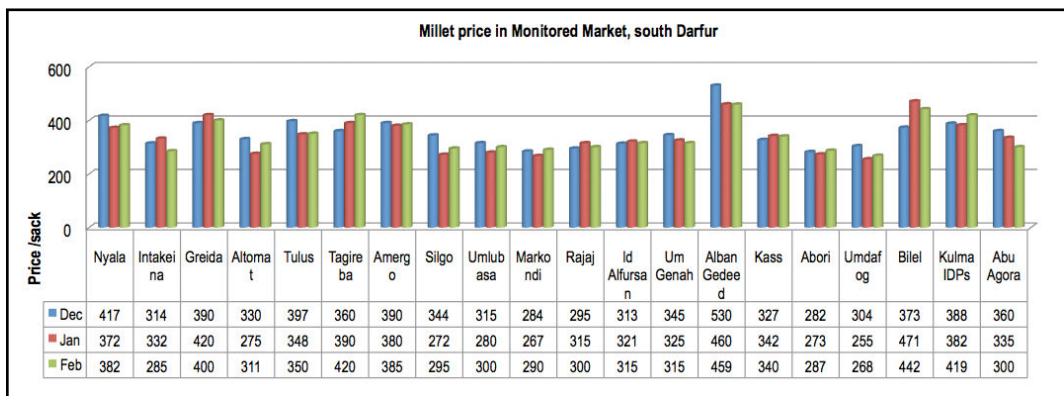 Millet price in Monitored Market, south Darfur
600
400
200
0
Price /sack
Nyala Intakei Greida Altoma Tulus Tagire Amerg Silgo Umlub Marko Rajaj Id Um Alban Kass Abori Umdaf Bilel Kulma Abu
na t ba o asa ndi Alfursa Genah Gedee og IDPs Agora
n d
Dec 417 314 390 330 397 360 390 344 315 284 295 313 345 530 327 282 304 373 388 360
Jan 372 332 420 275 348 390 380 272 280 267 315 321 325 460 342 273 255 471 382 335
Feb 382 285 400 311 350 420 385 295 300 290 300 315 315 459 340 287 268 442 419 300